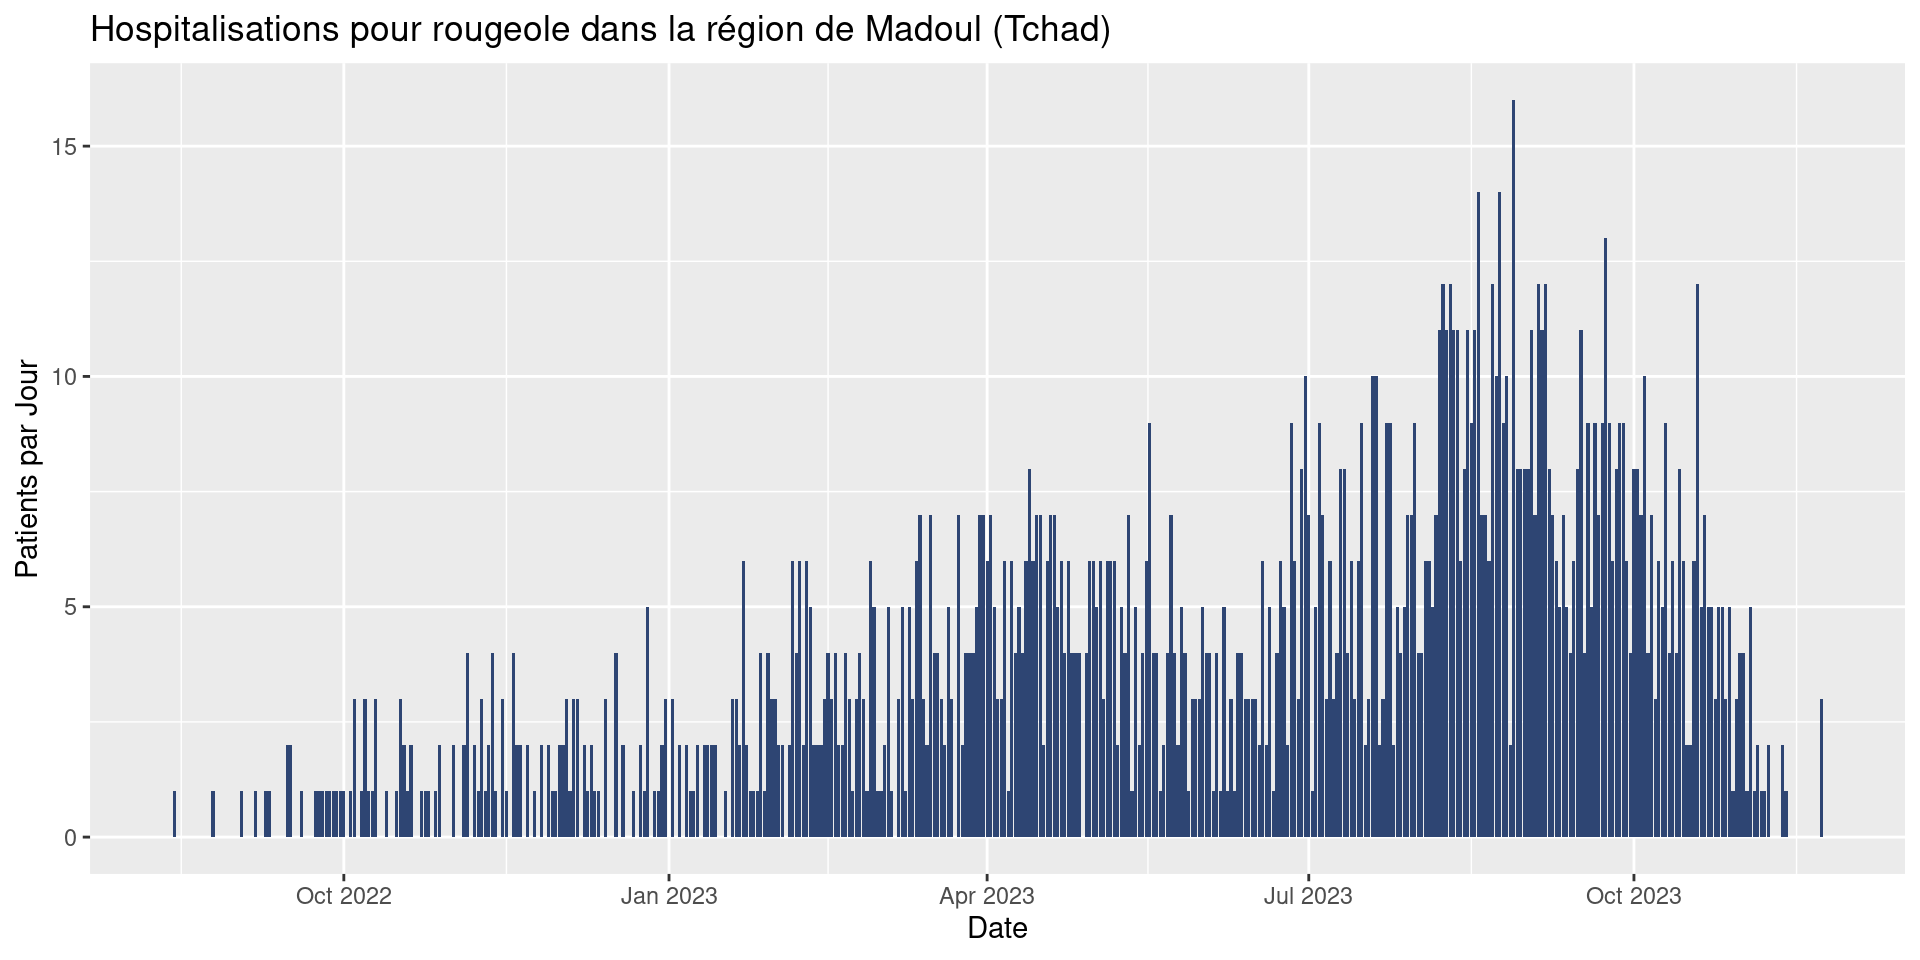 Hospitalisations pour rougeole dans la région de Madoul (Tchad)
Patients par Jour
15
10
5
0
Oct 2022
Jan 2023
Apr 2023
Jul 2023
Oct 2023
Date